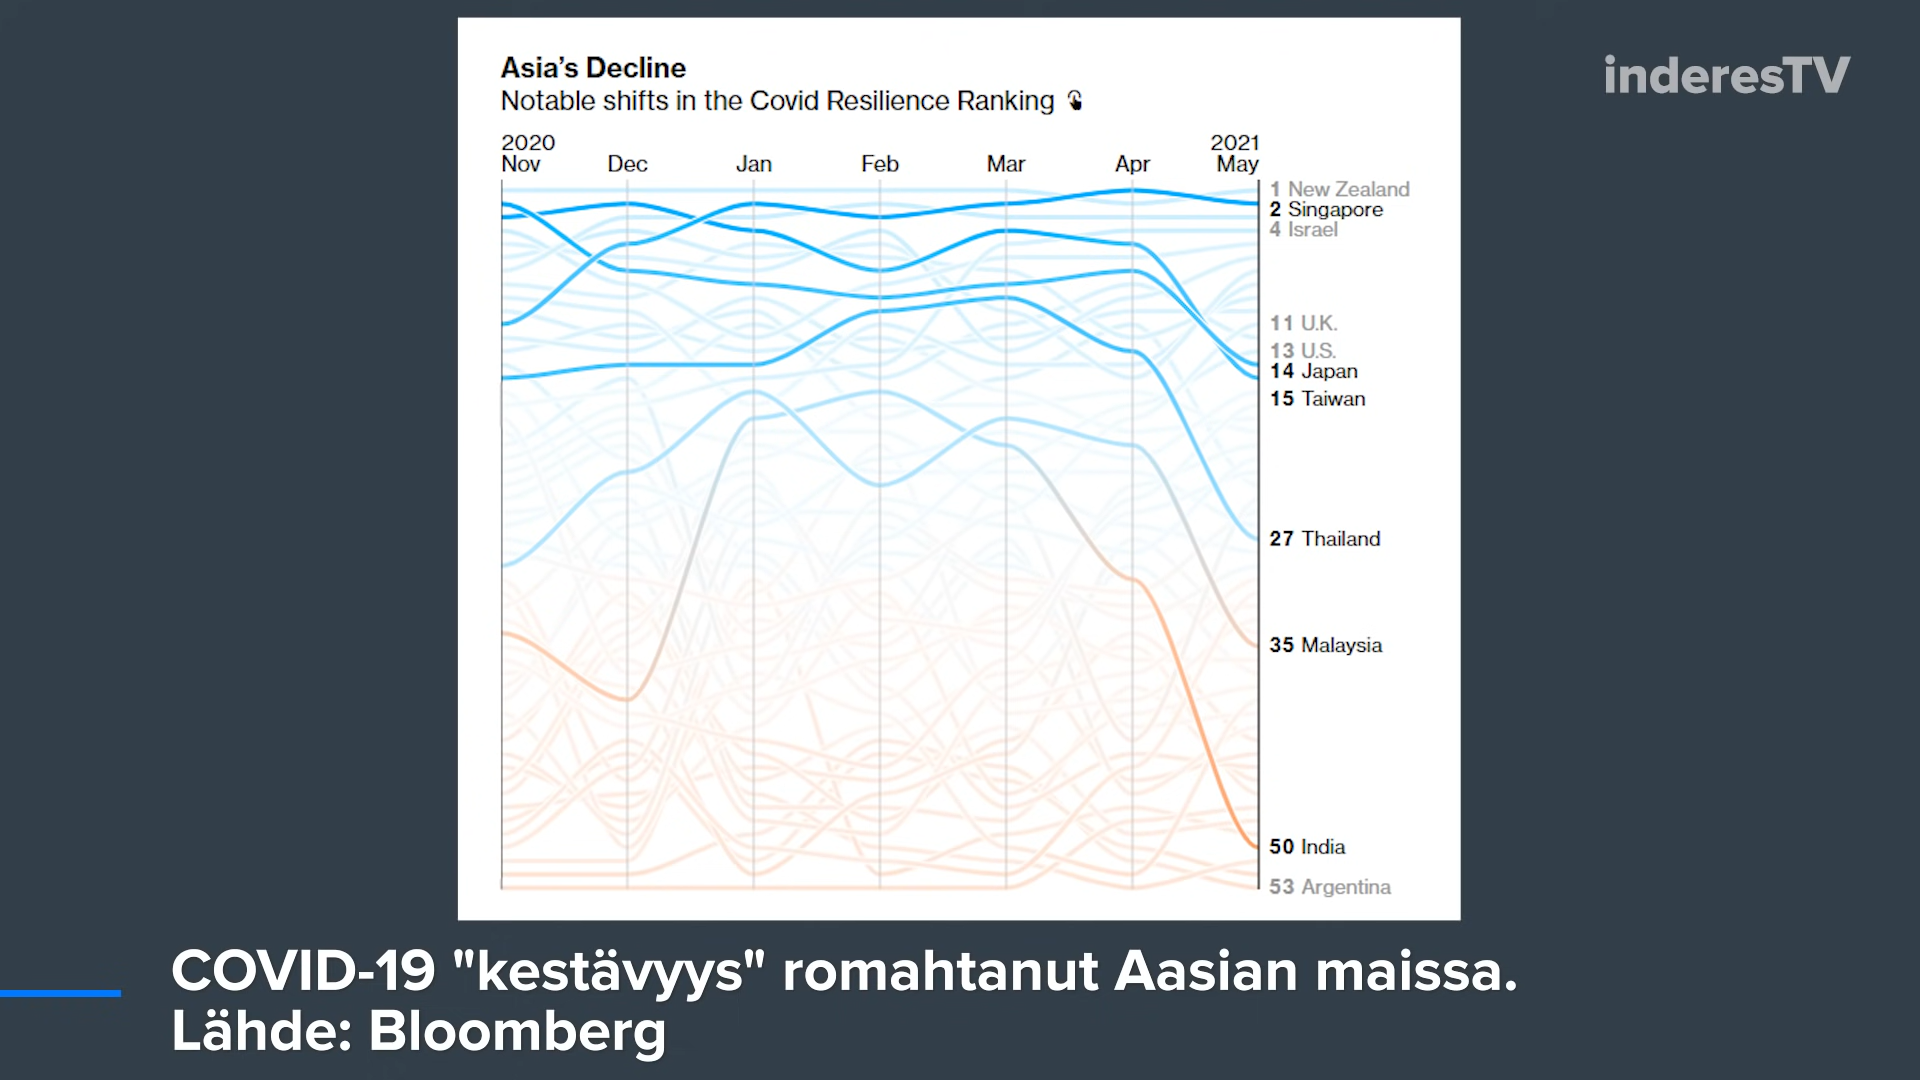 inderesTV
Asia's Decline
Notable shifts in the Covid Resilience Ranking
2020 2021
Nov Dec Jan Feb Mar Apr May
1 New Zealand
2 Singapore
4 Israel
11 U.K.
13 U.S.
14 Japan
15 Taiwan
27 Thailand
35 Malaysia
50 India
53 Argentina
COVID-19 "kestävyys" romahtanut Aasian maissa.
Lähde: Bloomberg